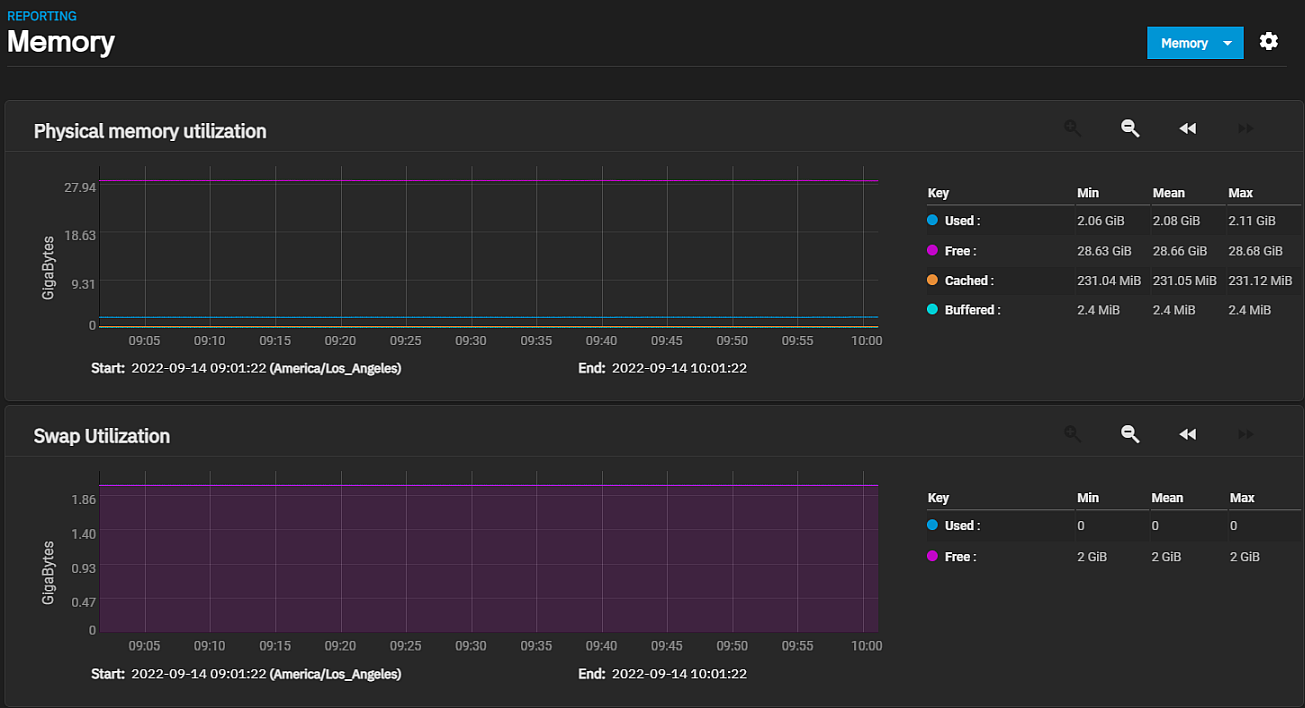 REPORTING
Memory
Memory
Physical memory utilization
GigaBytes
27.94
18.63
9.31
0
09:05 09:10 09:15 09:20 09:25 09:30 09:35 09:40 09:45 09:50 09:55 10:00
Start: 2022-09-14 09:01:22 (America/Los_Angeles) End: 2022-09-14 10:01:22
Key Min Mean Max
Used : 2.06 GiB 2.08 GiB 2.11 GiB
Free : 28.63 GiB 28.66 GiB 28.68 GiB
Cached : 231.04 MiB 231.05 MiB 231.12 MiB
Buffered : 2.4 MiB 2.4 MiB 2.4 MiB
Swap Utilization
GigaBytes
1.86
1.40
0.93
0.47
0
09:05 09:10 09:15 09:20 09:25 09:30 09:35 09:40 09:45 09:50 09:55 10:00
Start: 2022-09-14 09:01:22 (America/Los_Angeles) End: 2022-09-14 10:01:22
Key Min Mean Max
Used : 0 0 0
Free : 2 GiB 2 GiB 2 GiB